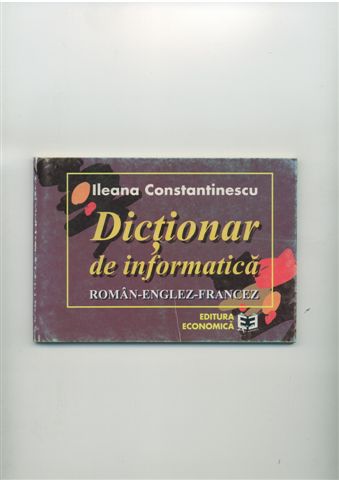 Ileana Constantinescu
Dicționar
de informatică
ROMÂN-ENGLEZ-FRANCEZ
EDITURA
ECONOMICĂ